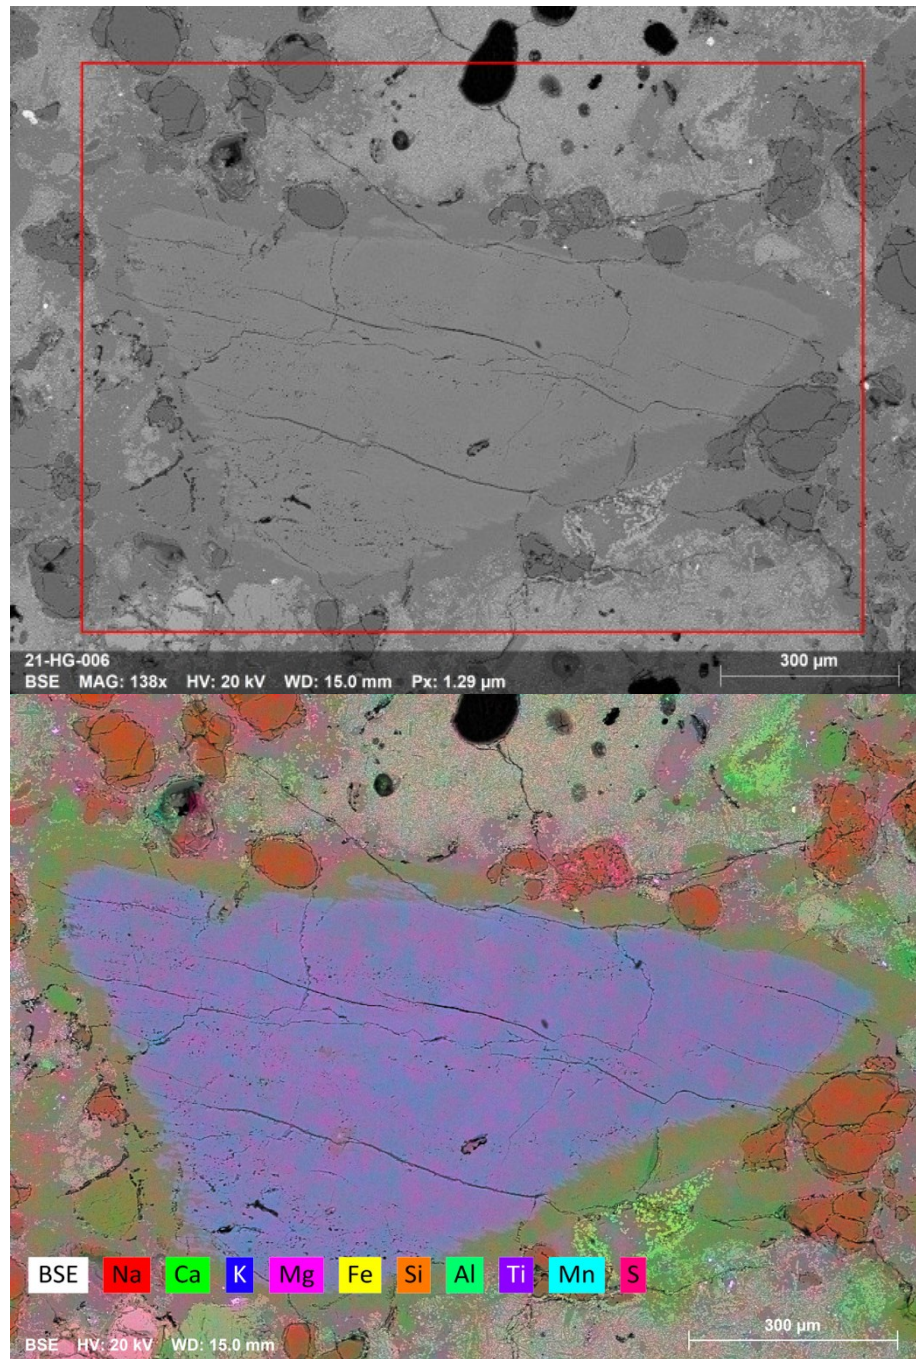 300 µm
21-HG-006
BSE MAG: 138x HV: 20 kV WD: 15.0 mm Px: 1.29 µm
BSE Na Ca K Mg Fe Si Al Ti Mn S
300 µm
BSE HV: 20 kV WD: 15.0 mm